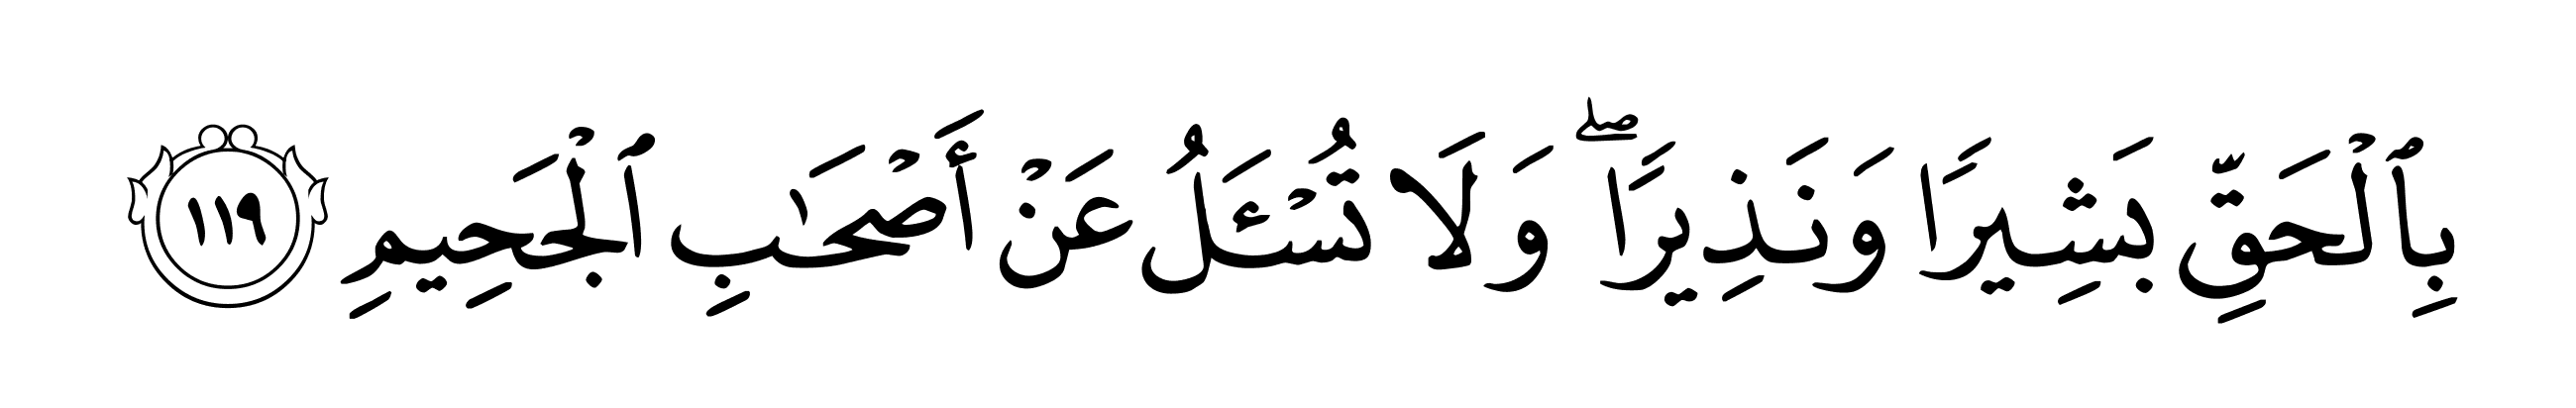 بِٱلْحَقِّ بَشِيرًا وَنَذِيرًاۖ وَلَا تُسْـَٔلُ عَنْ أَصْحَـٰبِ ٱلْجَحِيمِ ١١٩